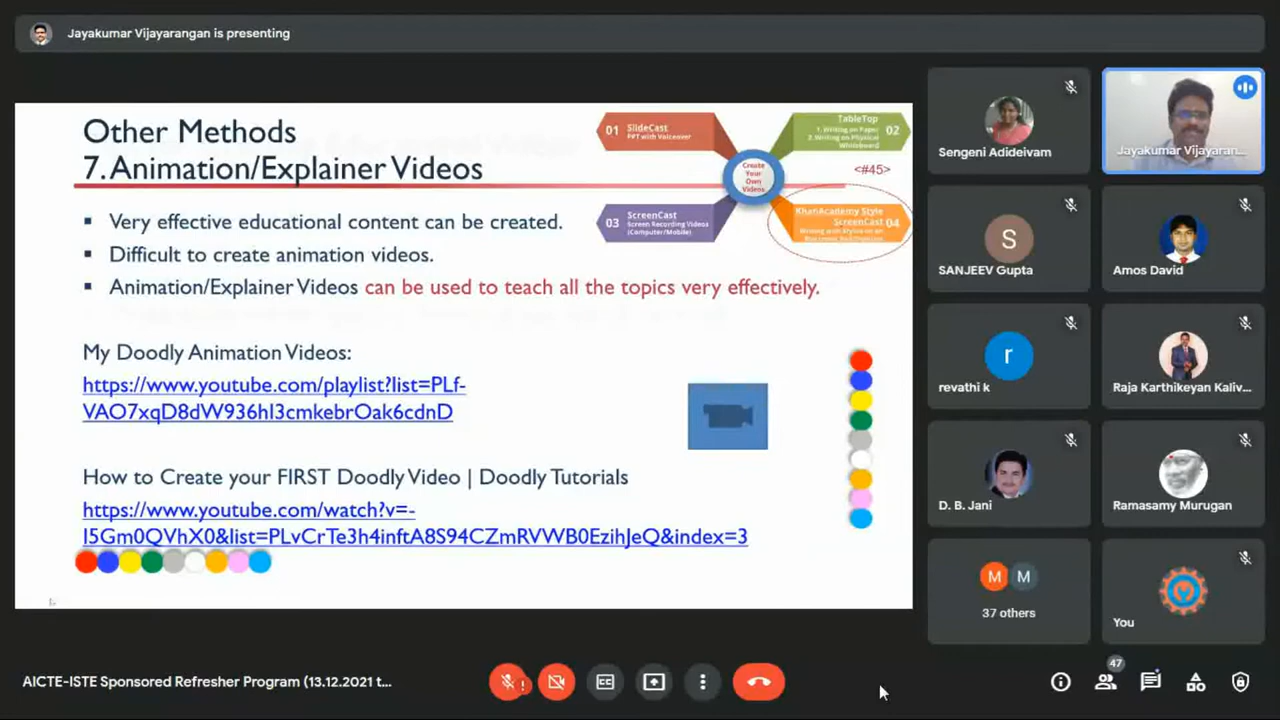 Jayakumar Vijayarangan is presenting
Other Methods
7.Animation/Explainer Videos
01 SlideCast
PPT with Voiceover
TableTop 02
1. Writing on Paper
2. Writing on Physical
Whiteboard
Create
Your
Own
Videos
<#45>
03 ScreenCast
Screen Recording Videos
(Computer/Mobile)
KhanAcademy Style
ScreenCast 04
▪ Very effective educational content can be created.
▪ Difficult to create animation videos.
▪ Animation/Explainer Videos can be used to teach all the topics very effectively.
My Doodly Animation Videos:
https://www.youtube.com/playlist?list=PLf-
VAO7xqD8dW936hI3cmkebrOak6cdnD
How to Create your FIRST Doodly Video | Doodly Tutorials
https://www.youtube.com/watch?v=-
I5Gm0QVhX0&list=PLvCrTe3h4inftA8S94CZmRVWB0EzihJeQ&index=3
Sengeni Adideivam
Jayakumar Vijayaran...
S
SANJEEV Gupta
Amos David
r
revathi k
Raja Karthikeyan Kaliv...
D. B. Jani
Ramasamy Murugan
M M
37 others
You
AICTE-ISTE Sponsored Refresher Program (13.12.2021 t...
CC
47